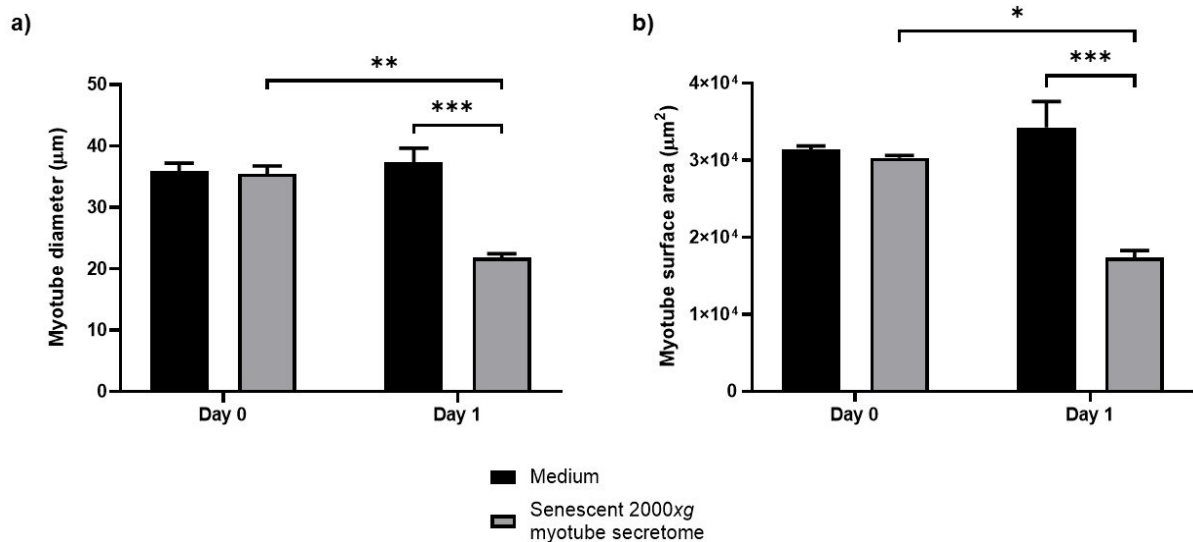 a)
**
***
Myotube diameter (μm)
50
40
30
20
10
0
Day 0
Day 1
b)
*
***
Myotube surface area (μm²)
4×10⁴
3×10⁴
2×10⁴
1×10⁴
0
Day 0
Day 1
Medium
Senescent 2000xg
myotube secretome